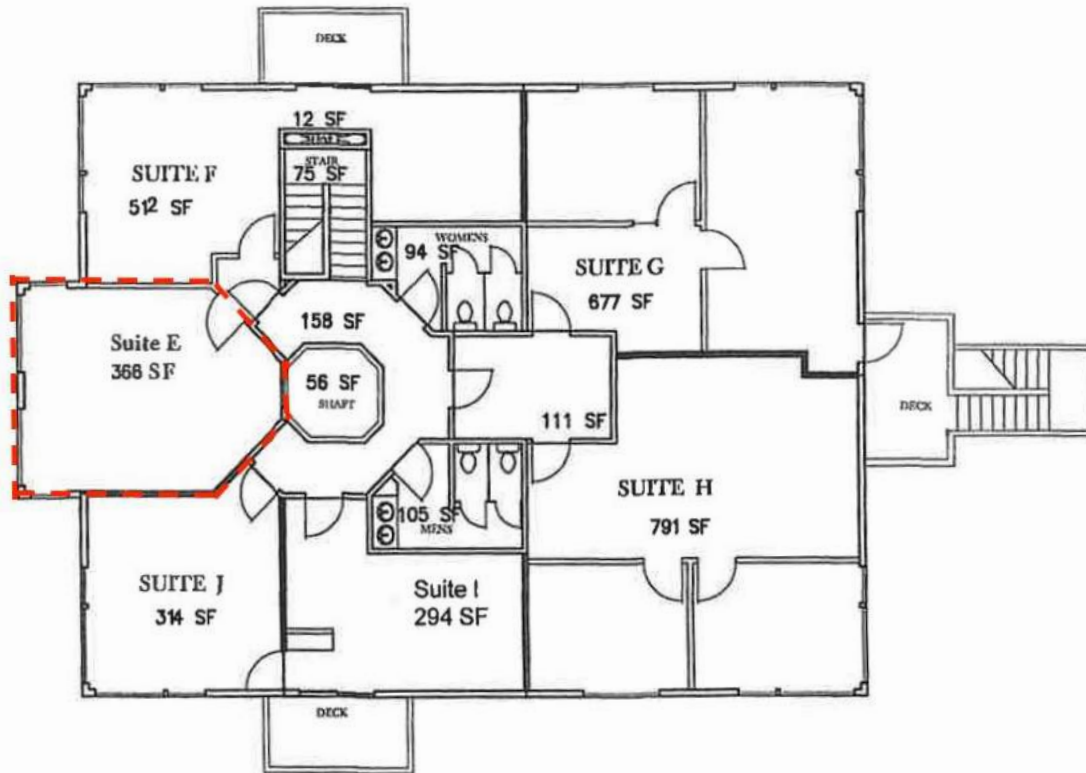 DECK
12 SF
STAIR
75 SF
SUITE F
512 SF
WOMENS
94 SF
SUITE G
677 SF
158 SF
Suite E
366 SF
56 SF
SHAFT
DECK
111 SF
SUITE H
791 SF
105 SF
MENS
SUITE J
314 SF
Suite I
294 SF
DECK